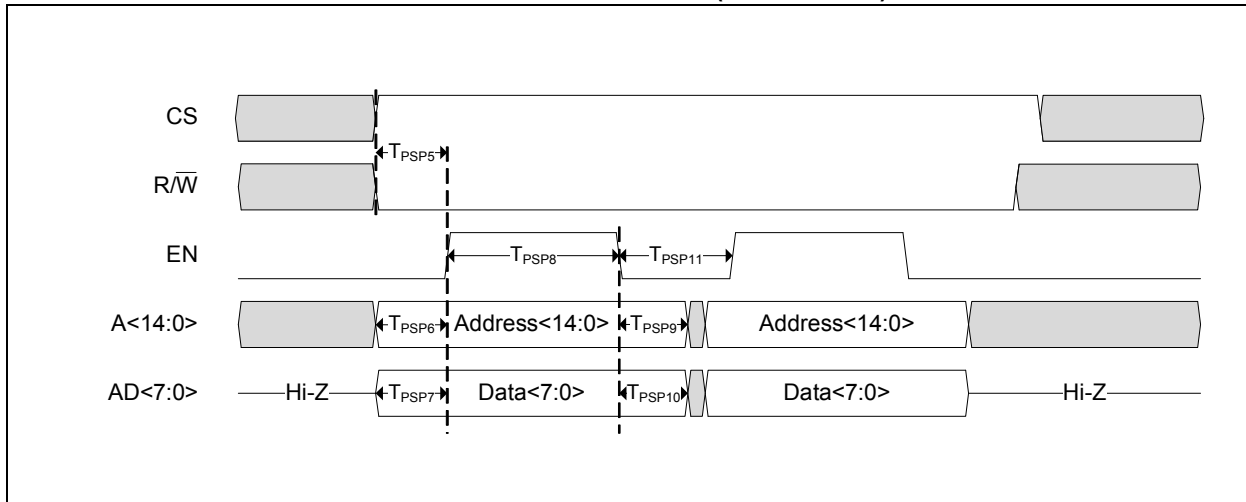 CS
T_PSP5
R/W̅
EN
T_PSP8 T_PSP11
A<14:0> T_PSP6 Address<14:0> T_PSP9 Address<14:0>
AD<7:0> Hi-Z T_PSP7 Data<7:0> T_PSP10 Data<7:0> Hi-Z